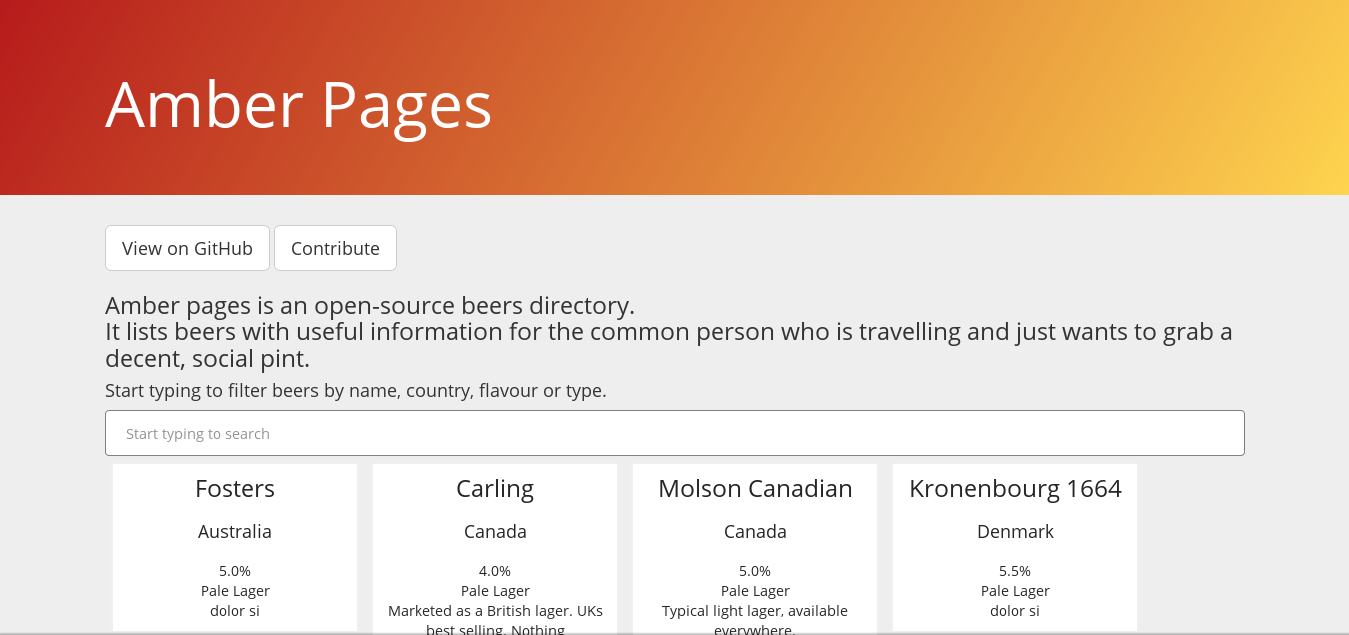 Amber Pages
View on GitHub
Contribute
Amber pages is an open-source beers directory.
It lists beers with useful information for the common person who is travelling and just wants to grab a
decent, social pint.
Start typing to filter beers by name, country, flavour or type.
Start typing to search
Fosters
Australia
5.0%
Pale Lager
dolor si
Carling
Canada
4.0%
Pale Lager
Marketed as a British lager. UKs
best selling. Nothing
Molson Canadian
Canada
5.0%
Pale Lager
Typical light lager, available
everywhere.
Kronenbourg 1664
Denmark
5.5%
Pale Lager
dolor si